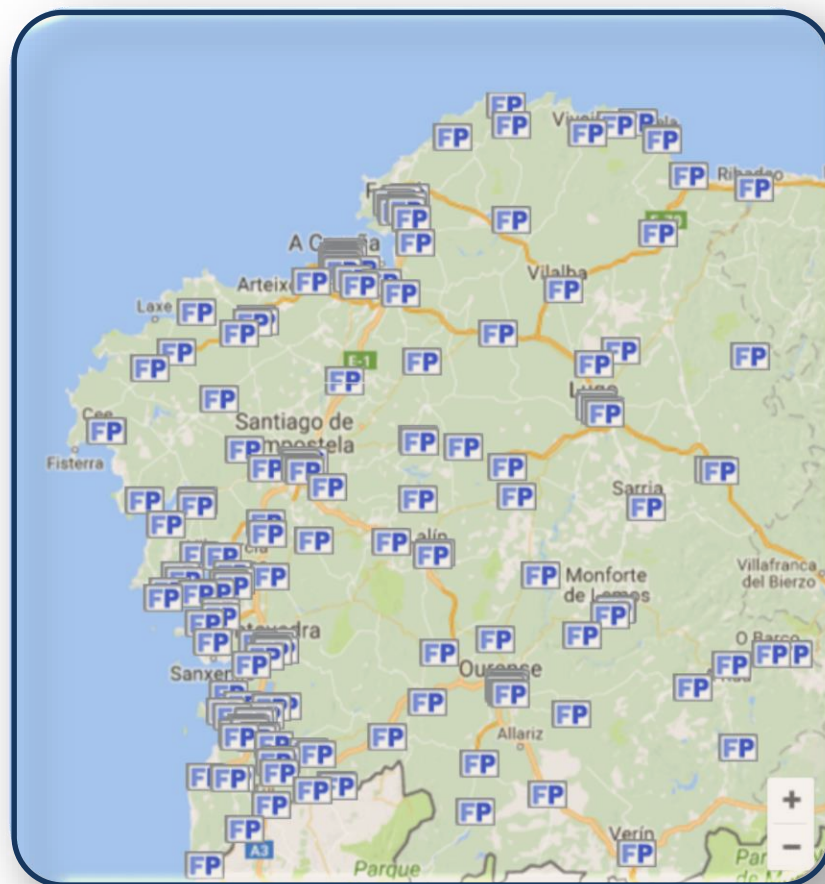 FP
Ribadeo
E-70
A Coruña
Vilalba
Arteixo
Laxe
E-1
Lugo
Cee
Santiago de
Compostela
Fisterra
Sarria
Lalín
Villafranca
del Bierzo
Monforte
de Lemos
Pontevedra
O Barco
Ourense
Sanxenxo
Allariz
+
Verín
−
A3
Parque